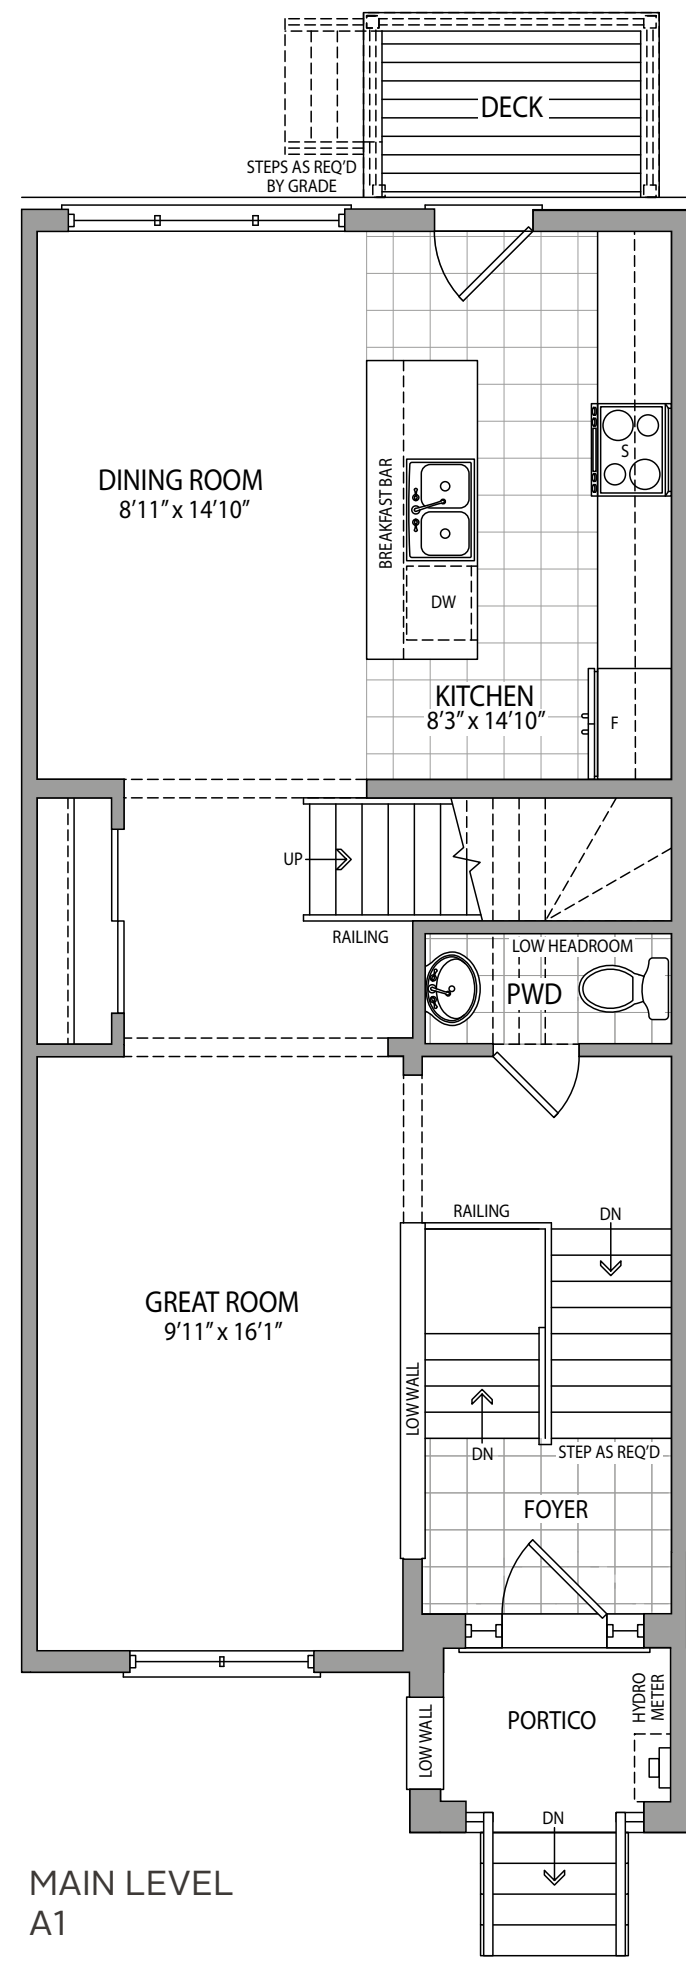 DECK
STEPS AS REQ'D
BY GRADE
DINING ROOM
8'11" x 14'10"
BREAKFAST BAR
S
DW
KITCHEN
8'3" x 14'10"
F
UP
RAILING
LOW HEADROOM
PWD
RAILING
DN
GREAT ROOM
9'11" x 16'1"
LOW WALL
DN
STEP AS REQ'D
FOYER
PORTICO
HYDRO
METER
LOW WALL
DN
MAIN LEVEL
A1